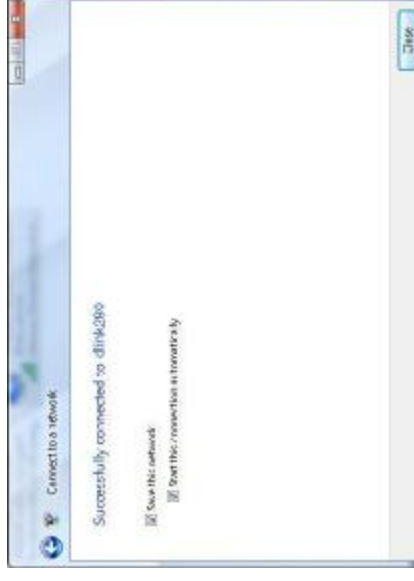 Connect to a network
Successfully connected to dlink280
Save this network
Start this connection automatically
Close